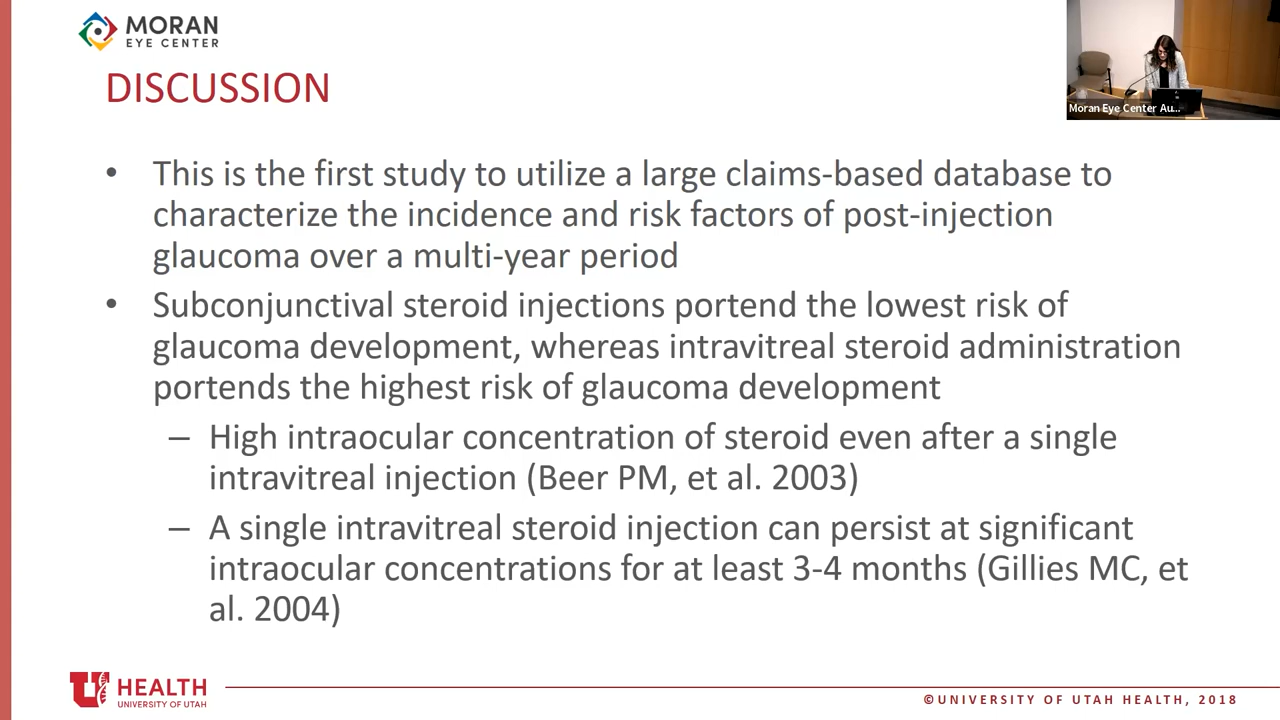 MORAN
EYE CENTER
DISCUSSION
Moran Eye Center Au...
• This is the first study to utilize a large claims-based database to
characterize the incidence and risk factors of post-injection
glaucoma over a multi-year period
• Subconjunctival steroid injections portend the lowest risk of
glaucoma development, whereas intravitreal steroid administration
portends the highest risk of glaucoma development
– High intraocular concentration of steroid even after a single
intravitreal injection (Beer PM, et al. 2003)
– A single intravitreal steroid injection can persist at significant
intraocular concentrations for at least 3-4 months (Gillies MC, et
al. 2004)
U HEALTH
UNIVERSITY OF UTAH
©UNIVERSITY OF UTAH HEALTH, 2018